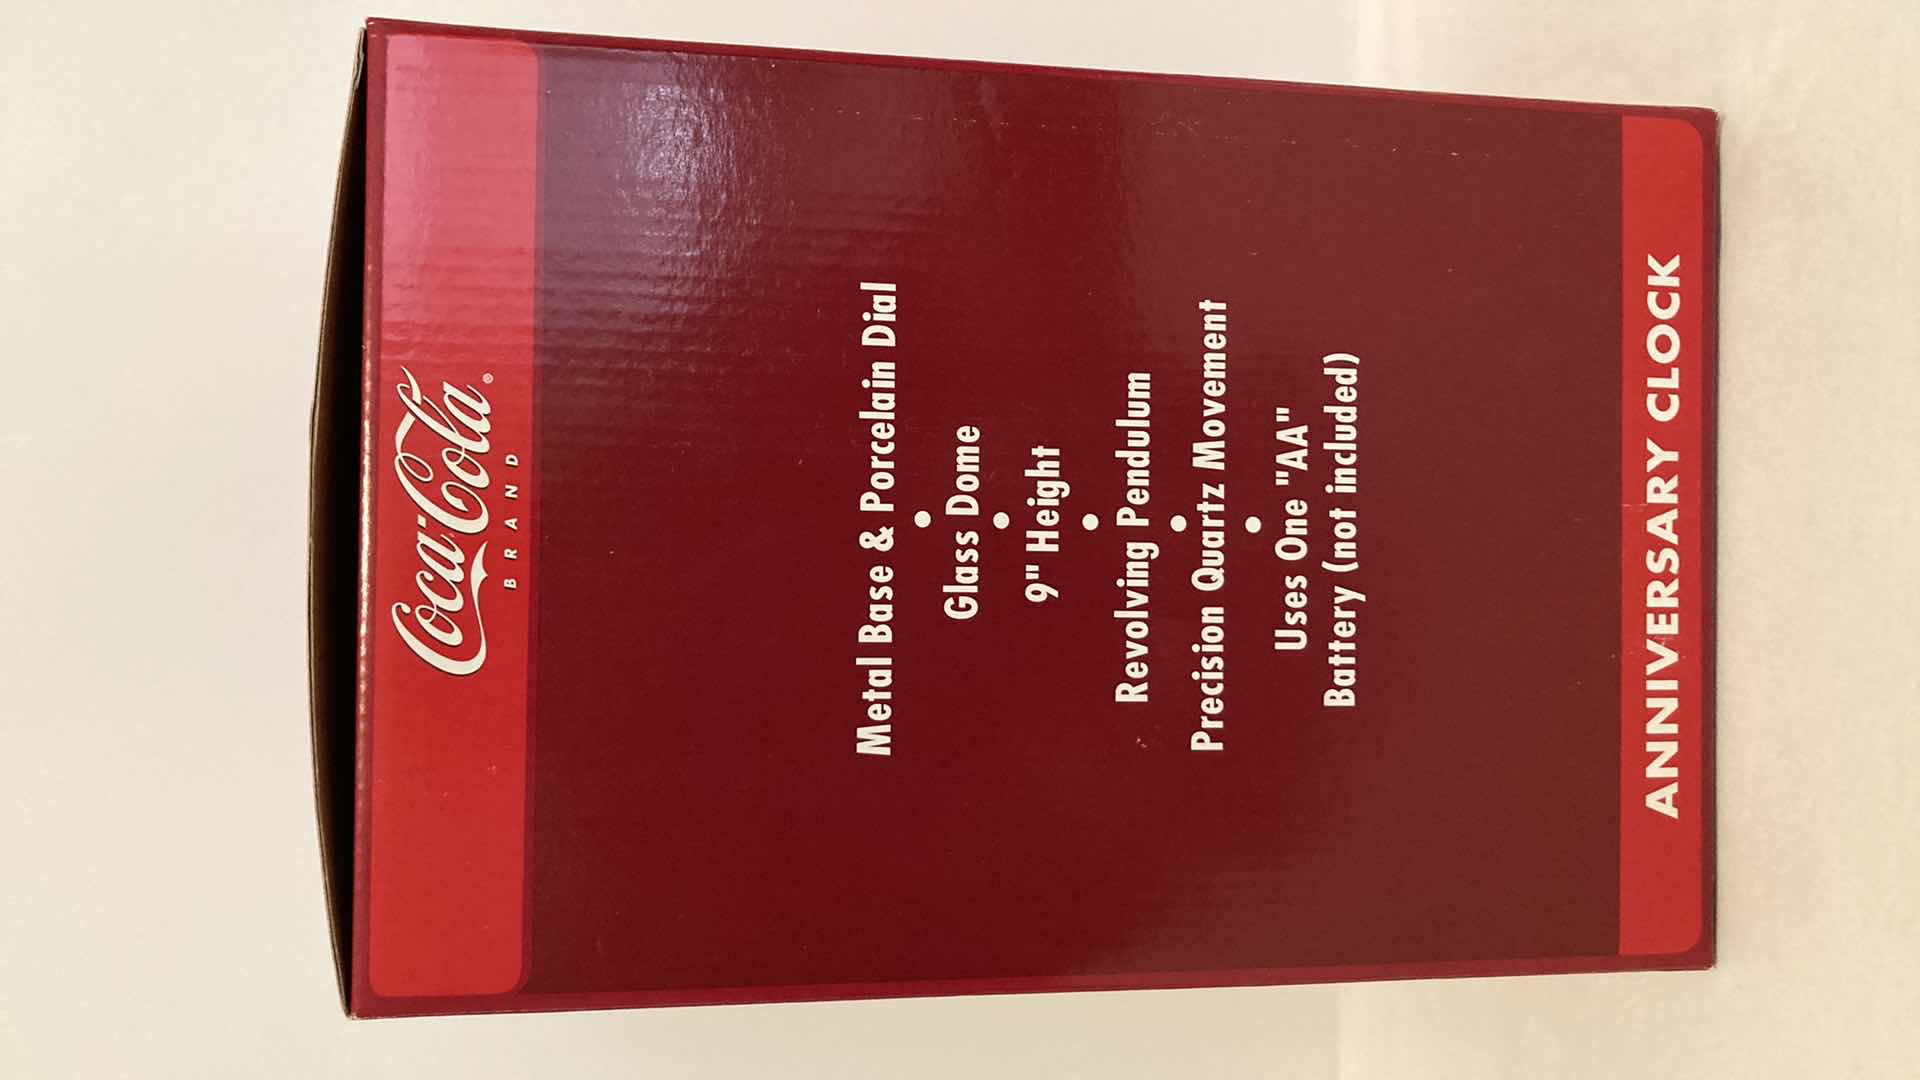 Coca-Cola®
BRAND
Metal Base & Porcelain Dial
•
Glass Dome
•
9" Height
•
Revolving Pendulum
•
Precision Quartz Movement
•
Uses One "AA"
Battery (not included)
ANNIVERSARY CLOCK